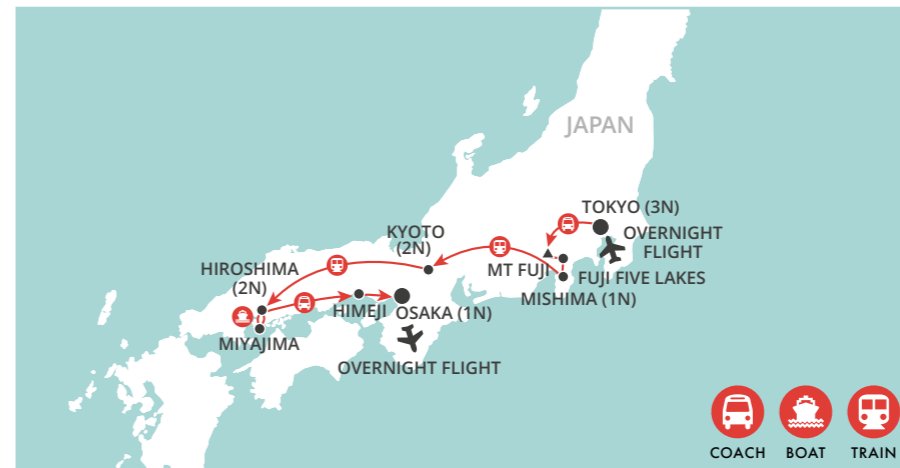 JAPAN
TOKYO (3N)
OVERNIGHT
FLIGHT
KYOTO
(2N)
MT FUJI
FUJI FIVE LAKES
MISHIMA (1N)
HIROSHIMA
(2N)
HIMEJI
OSAKA (1N)
MIYAJIMA
OVERNIGHT FLIGHT
COACH
BOAT
TRAIN